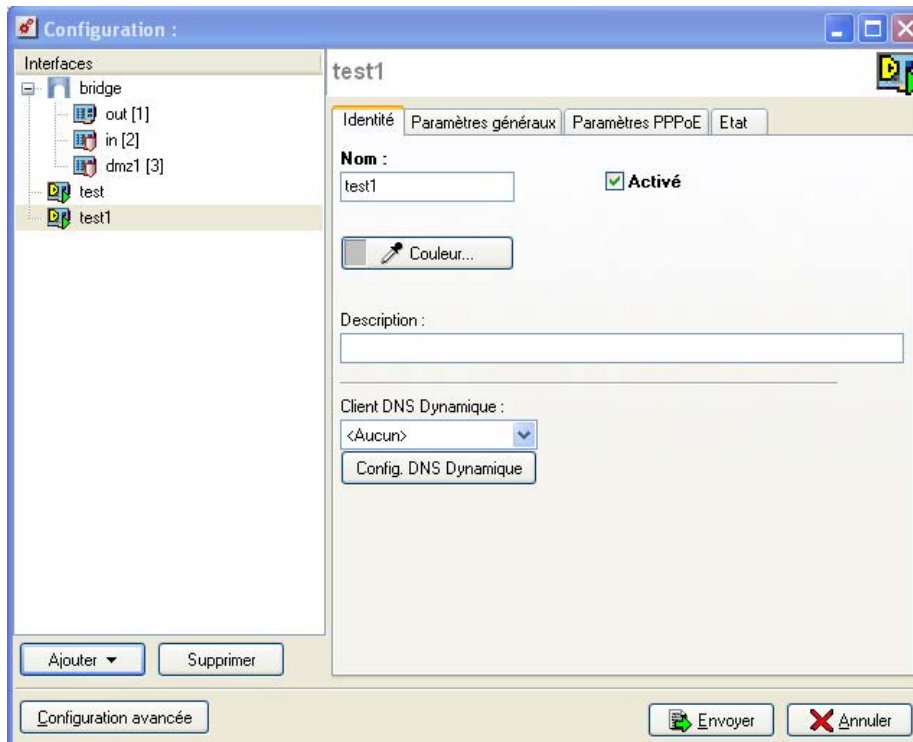 Configuration :
Interfaces
bridge
out [1]
in [2]
dmz1 [3]
test
test1
test1
Identité
Paramètres généraux
Paramètres PPPoE
Etat
Nom :
test1
Activé
Couleur...
Description :
Client DNS Dynamique :
<Aucun>
Config. DNS Dynamique
Ajouter
Supprimer
Configuration avancée
Envoyer
Annuler